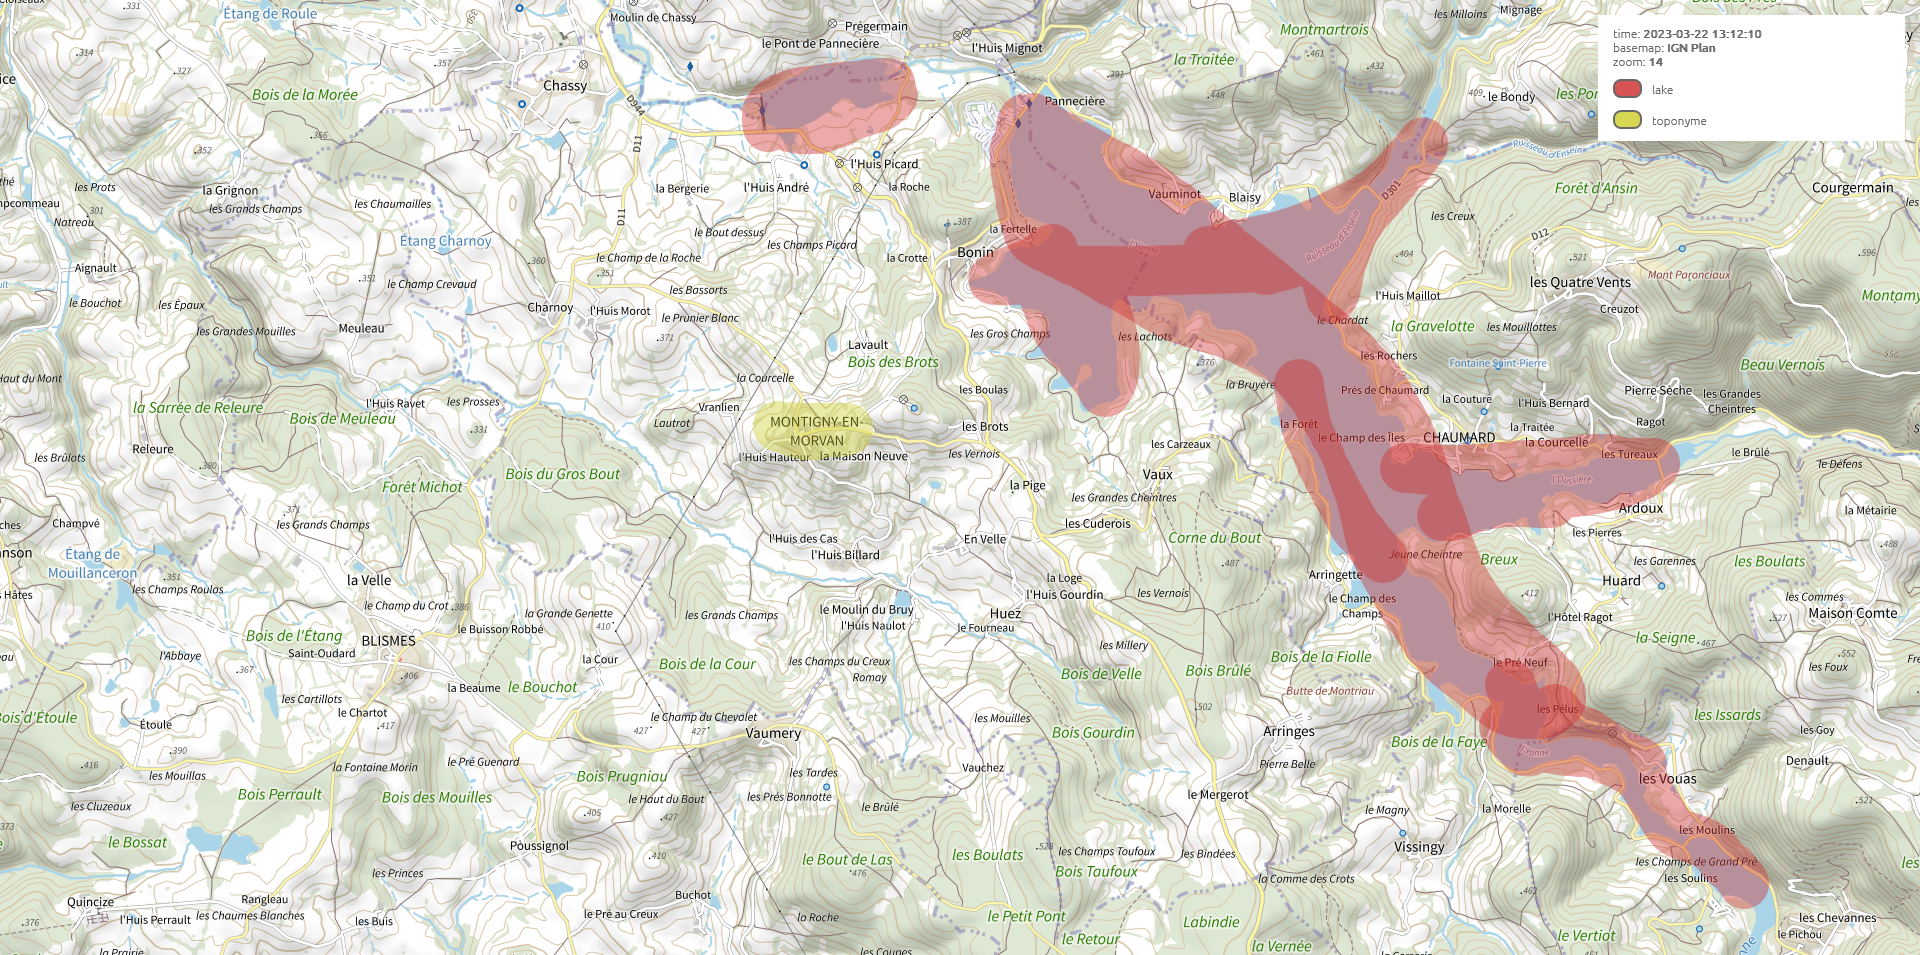 Étang de Roule
Moulin de Chassy
Prégermain
les Milloins
Mignage
le Pont de Pannecière
l'Huis Mignot
Montmartrois
time: 2023-03-22 13:12:10
basemap: IGN Plan
zoom: 14
lake
toponyme
.314
.327
.357
la Traitée
.461
.432
.391
Chassy
Bois de la Morée
.448
409.
le Bondy
les Por
D944
Pannecière
.366
D11
.352
l'Huis Picard
Ruisseau d'Ensein
les Prots
la Grignon
la Bergerie
l'Huis André
la Roche
Vauminot
Blaisy
D301
Forêt d'Ansin
Courgermain
mpcommeau
.301
Natreau
les Grands Champs
les Chaumailles
D11
.387
la Fertelle
les Creux
Étang Charnoy
le Bout dessus
les Champs Picard
Bonin
l'Yonne
Ruisseau d'Ensein
D12
.521
.596
Aignault
.360
le Champ de la Roche
la Crotte
.404
les Quatre Vents
Mont Paronciaux
le Bouchot
les Épaux
.351
le Champ Crevaud
.351
les Bassorts
l'Huis Maillot
Creuzot
Montamy
Charnoy
l'Huis Morot
le Prunier Blanc
les Grandes Mouilles
Meuleau
.371
les Gros Champs
les Lachots
le Chardat
la Gravelotte
les Mouillottes
Lavault
Bois des Brots
.376
les Rochers
Fontaine Saint-Pierre
Beau Vernois
Haut du Mont
la Courcelle
les Boulas
la Bruyère
Prés de Chaumard
Pierre Sèche
les Grandes
Cheintres
la Sarrée de Releure
l'Huis Ravet
les Prosses
Vranlien
la Couture
l'Huis Bernard
Bois de Meuleau
.331
Lautrot
MONTIGNY-EN-
MORVAN
les Brots
la Forêt
le Champ des Îles
CHAUMARD
la Traitée
Ragot
la Courcelle
Releure
les Brûlots
.380
l'Huis Hauteur
la Maison Neuve
les Vernois
les Carzeaux
les Tureaux
le Brûlé
le Défens
Bois du Gros Bout
Forêt Michot
la Pige
Vaux
l'Oussière
les Grandes Cheintres
Ardoux
.371
Champvé
les Grands Champs
les Cuderois
les Pierres
la Métairie
l'Huis des Cas
En Velle
Corne du Bout
Jeune Cheintre
Breux
.488
Étang de
Mouillanceron
l'Huis Billard
.487
les Garennes
les Boulats
.351
les Champs Roulas
la Velle
la Loge
l'Huis Gourdin
Arringette
Huard
les Vernois
.412
le Champ des
Champs
les Commes
le Champ du Crot
.386
la Grande Genette
les Grands Champs
le Moulin du Bruy
l'Huis Naulot
Huez
l'Hôtel Ragot
Maison Comte
.527
Bois de l'Étang
BLISMES
le Buisson Robbé
410
le Fourneau
la Seigne
.467
Saint-Oudard
les Millery
l'Abbaye
.367
.406
la Cour
Bois de la Cour
les Champs du Creux
Romay
Bois de Velle
Bois Brûlé
Bois de la Fiolle
le Pré Neuf
.552
les Foux
la Beaume
le Bouchot
les Cartillots
Butte de Montriau
le Chartot
.417
.502
les Pelus
les Issards
Bois d'Étoule
Étoule
le Champ du Chevalet
les Mouilles
427
427
Vaumery
Bois Gourdin
Arringes
Bois de la Faye
l'Yonne
les Goy
.390
.416
les Mouillas
la Fontaine Morin
le Pré Guenard
Bois Prugniau
les Tardes
Vauchez
Pierre Belle
Denault
les Vouas
Bois Perrault
Bois des Mouilles
le Haut du Bout
les Prés Bonnotte
le Brûlé
le Mergerot
les Cluzeaux
.405
.427
le Magny
la Morelle
.521
.373
le Bossat
Poussignol
.410
le Bout de Las
.476
les Boulats
.528
les Champs Toufoux
Bois Taufoux
les Bindées
Vissingy
les Moulins
les Champs de Grand Pré
les Princes
les Soulins
la Comme des Crots
.462
Quincize
Rangleau
Buchot
l'Huis Perrault
les Chaumes Blanches
les Buis
le Pré au Creux
la Roche
le Petit Pont
Labindie
les Chevannes
.376
le Retour
la Vernée
le Vertiot
le Pichou
la Prairie
les Coupes